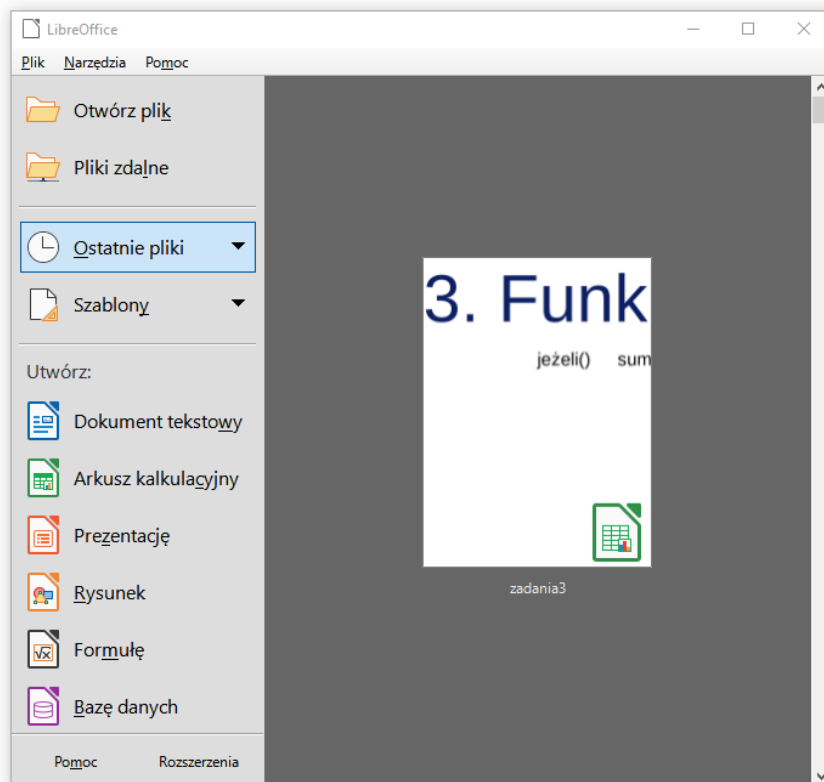 LibreOffice
Plik Narzędzia Pomoc
Otwórz plik
Pliki zdalne
Ostatnie pliki
Szablony
Utwórz:
Dokument tekstowy
Arkusz kalkulacyjny
Prezentację
Rysunek
Formułę
Bazę danych
Pomoc Rozszerzenia
3. Funk
jeżeli() sum
zadania3